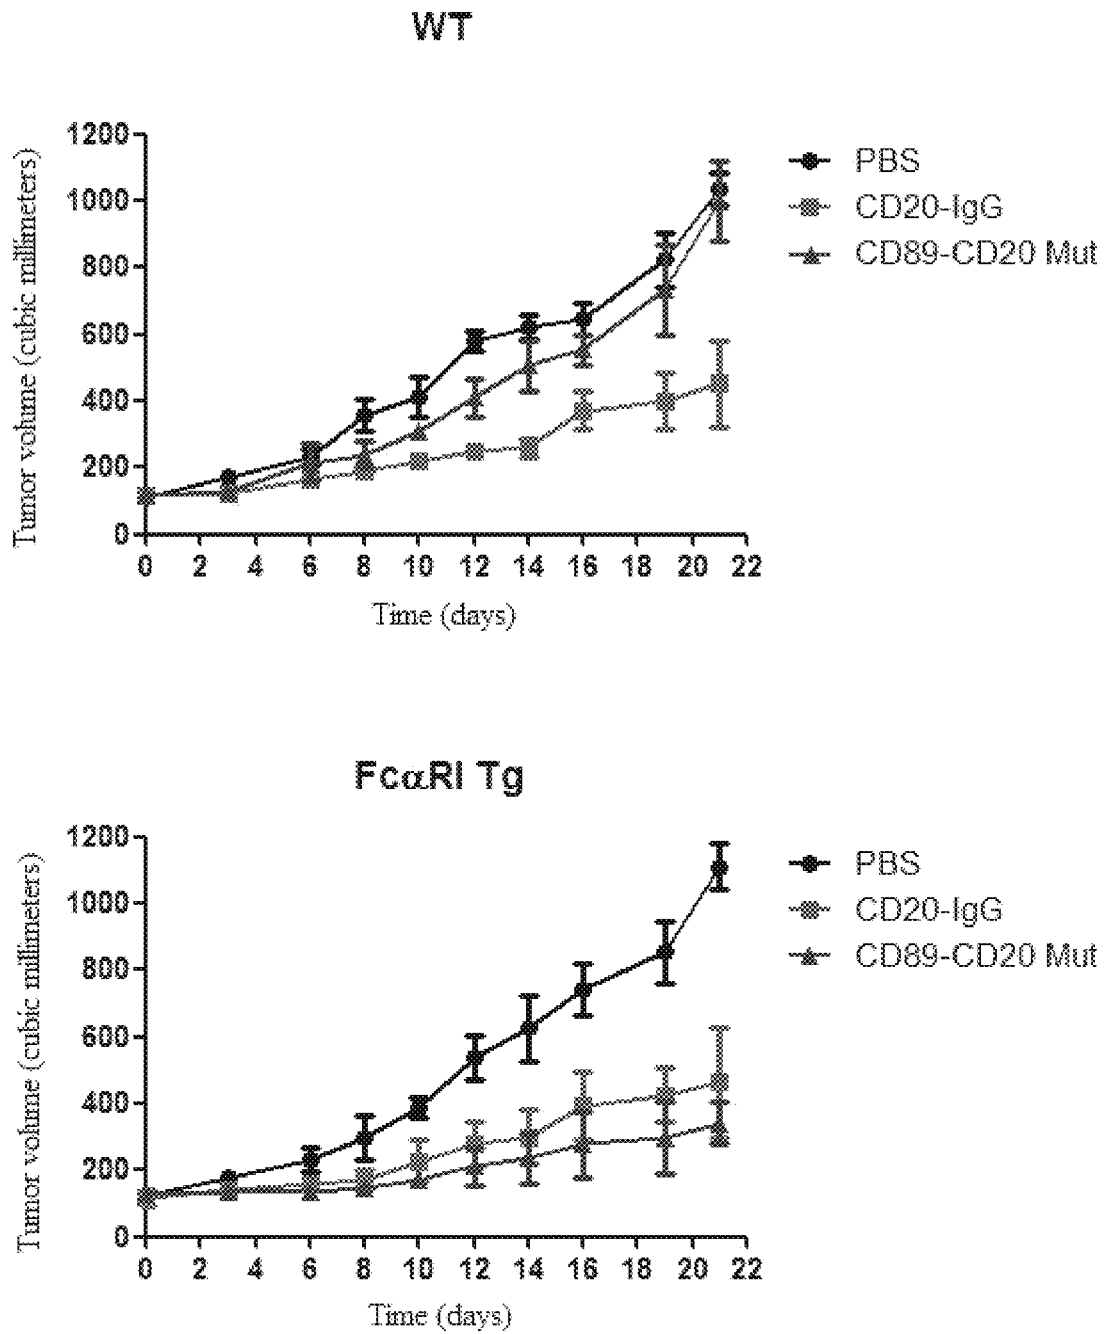 WT
1200
1000
800
600
400
200
0
Tumor volume (cubic millimeters)
0 2 4 6 8 10 12 14 16 18 20 22
Time (days)
PBS
CD20-IgG
CD89-CD20 Mut
FcαRI Tg
1200
1000
800
600
400
200
0
Tumor volume (cubic millimeters)
0 2 4 6 8 10 12 14 16 18 20 22
Time (days)
PBS
CD20-IgG
CD89-CD20 Mut